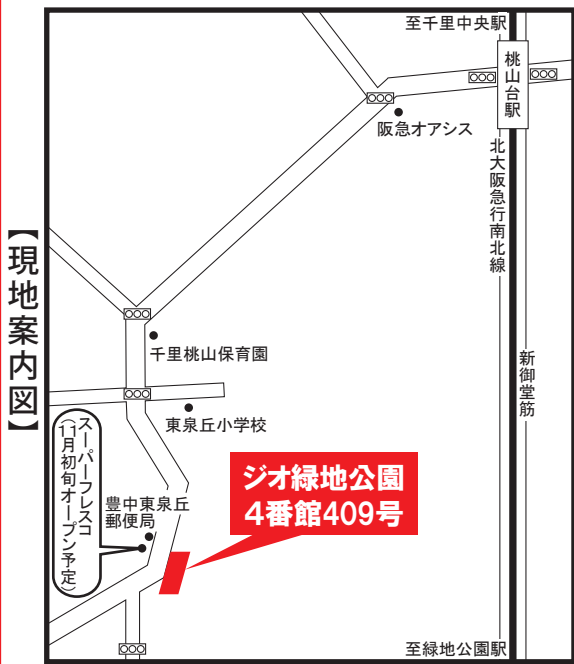 【現地案内図】
至千里中央駅
桃山台駅
阪急オアシス
北大阪急行南北線
新御堂筋
千里桃山保育園
東泉丘小学校
スーパーフレスコ
(11月初旬オープン予定)
豊中東泉丘
郵便局
ジオ緑地公園
4番館409号
至緑地公園駅